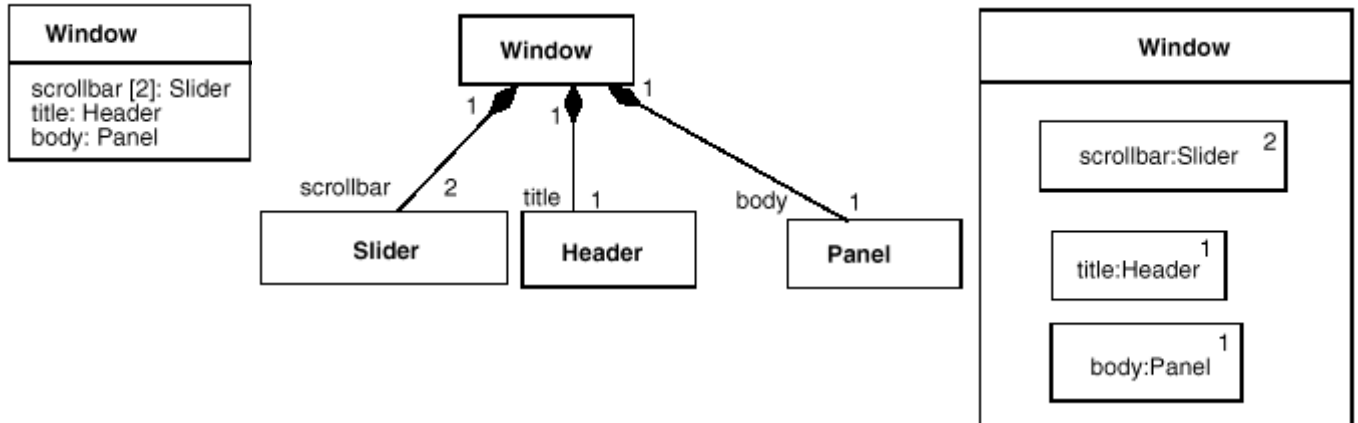 Window
scrollbar [2]: Slider
title: Header
body: Panel
Window
1
1
1
scrollbar
2
title
1
body
1
Slider
Header
Panel
Window
scrollbar:Slider
2
title:Header
1
body:Panel
1